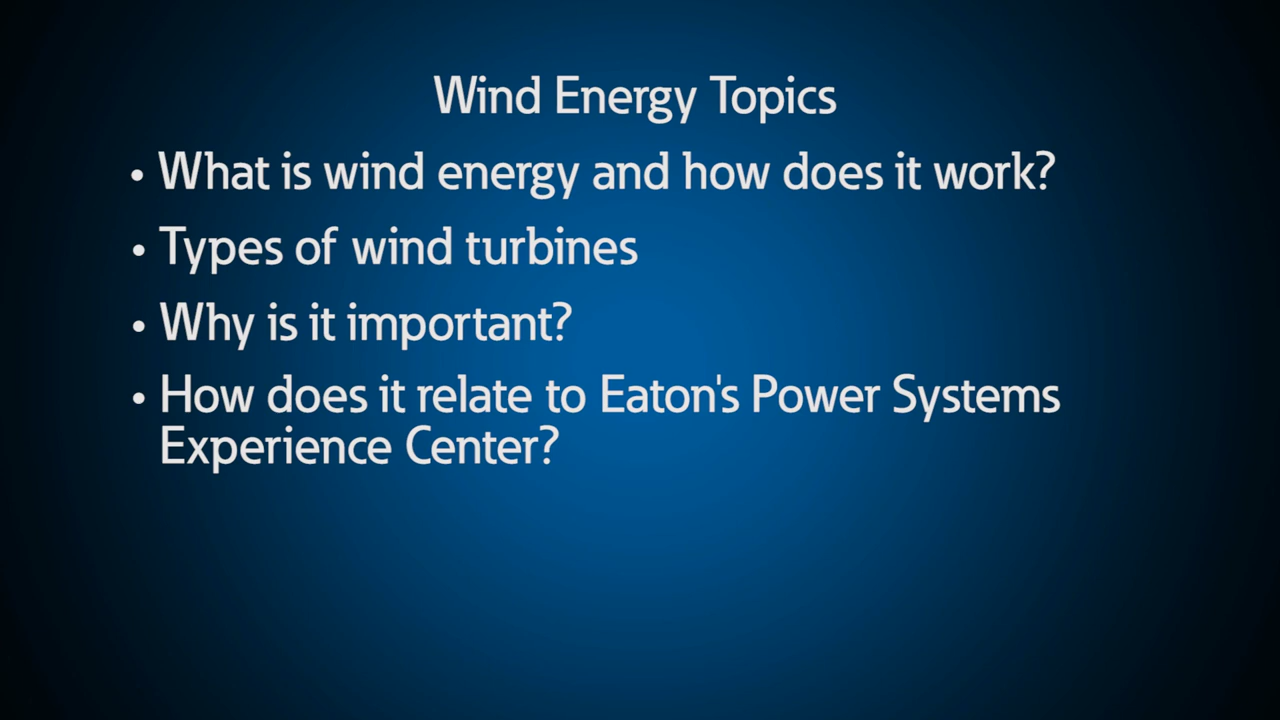 Wind Energy Topics
• What is wind energy and how does it work?
• Types of wind turbines
• Why is it important?
• How does it relate to Eaton's Power Systems
Experience Center?